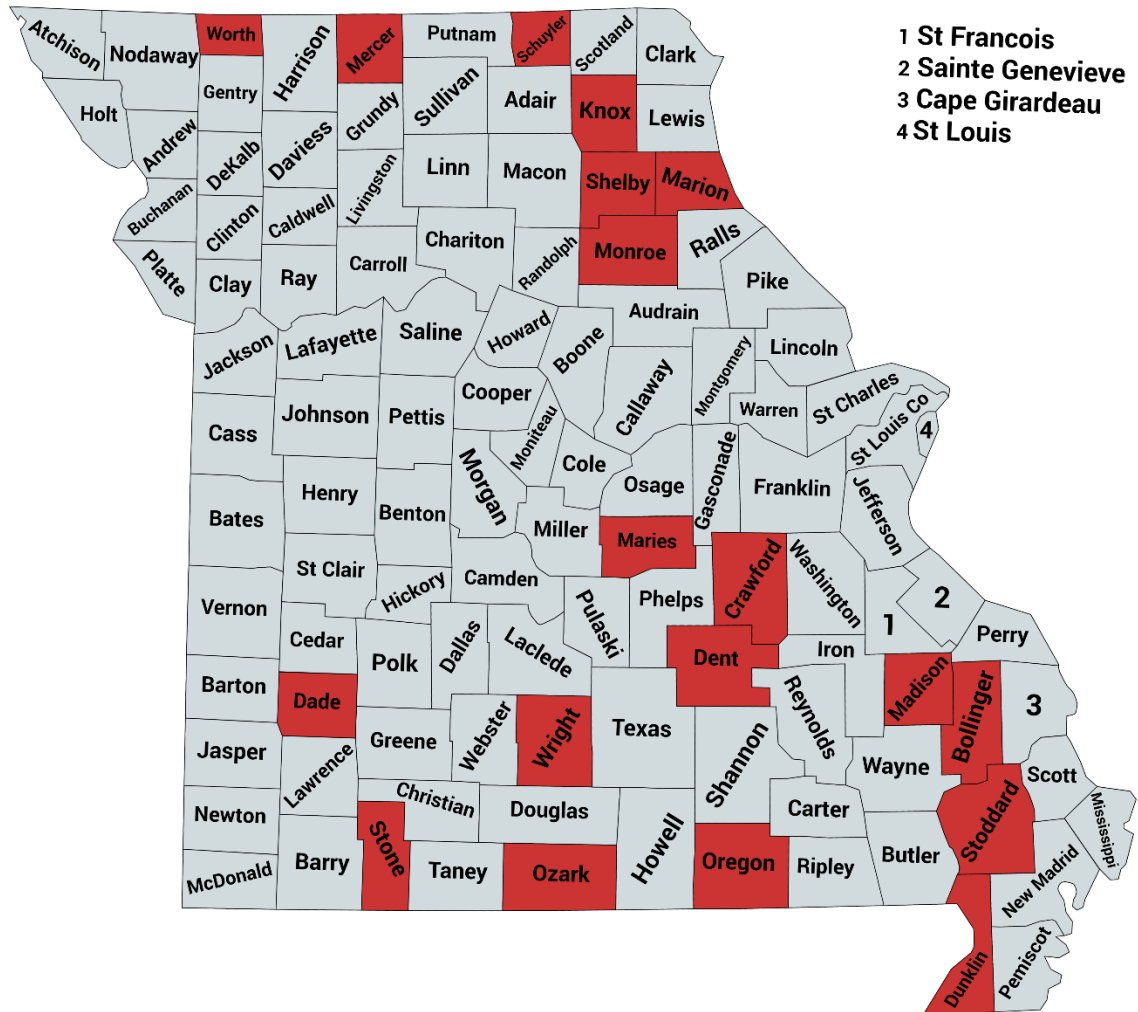 Atchison
Nodaway
Worth
Harrison
Mercer
Putnam
Schuyler
Scotland
Clark
1 St Francois
2 Sainte Genevieve
3 Cape Girardeau
4 St Louis
Holt
Andrew
Gentry
DeKalb
Daviess
Grundy
Sullivan
Adair
Knox
Lewis
Buchanan
Clinton
Caldwell
Livingston
Linn
Macon
Shelby
Marion
Platte
Clay
Ray
Carroll
Chariton
Randolph
Monroe
Ralls
Pike
Audrain
Jackson
Lafayette
Saline
Howard
Boone
Callaway
Montgomery
Lincoln
Warren
St Charles
St Louis Co
4
Cass
Johnson
Pettis
Cooper
Moniteau
Morgan
Cole
Osage
Gasconade
Franklin
Jefferson
Bates
Henry
Benton
Miller
Maries
Crawford
Washington
Vernon
St Clair
Hickory
Camden
Pulaski
Phelps
1
2
Perry
Cedar
Polk
Dallas
Laclede
Dent
Iron
Barton
Dade
Greene
Webster
Wright
Texas
Shannon
Reynolds
Madison
Bollinger
3
Jasper
Lawrence
Christian
Douglas
Howell
Carter
Wayne
Stoddard
Scott
Mississippi
Newton
McDonald
Barry
Stone
Taney
Ozark
Oregon
Ripley
Butler
New Madrid
Dunklin
Pemiscot